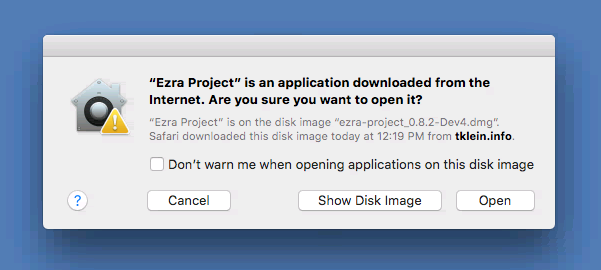 “Ezra Project” is an application downloaded from the
Internet. Are you sure you want to open it?
“Ezra Project” is on the disk image “ezra-project_0.8.2-Dev4.dmg”.
Safari downloaded this disk image today at 12:19 PM from tklein.info.
Don’t warn me when opening applications on this disk image
?
Cancel
Show Disk Image
Open